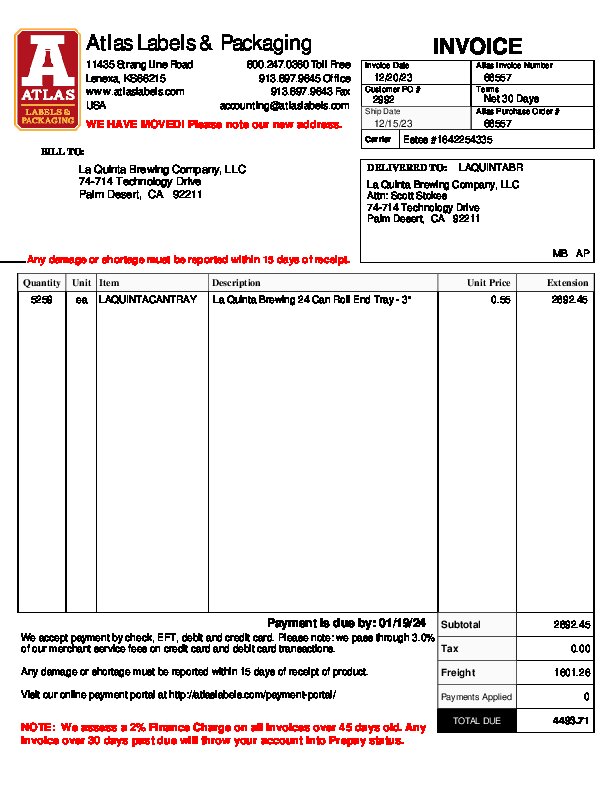 A
ATLAS
LABELS &
PACKAGING
Atlas Labels & Packaging
11435 Strang Line Road
800.247.0360 Toll Free
Lenexa, KS66215
913.697.9645 Office
www.atlaslabels.com
913.697.9643 Fax
USA
accounting@atlaslabels.com
WE HAVE MOVED! Please note our new address.
INVOICE
Invoice Date
Atlas Invoice Number
12/20/23
66557
Customer PO #
Terms
2992
Net 30 Days
Ship Date
Atlas Purchase Order #
12/15/23
66557
Carrier
Estes #1642254335
BILL TO:
La Quinta Brewing Company, LLC
74-714 Technology Drive
Palm Desert, CA 92211
DELIVERED TO: LAQUINTABR
La Quinta Brewing Company, LLC
Attn: Scott Stokes
74-714 Technology Drive
Palm Desert, CA 92211
MB AP
Any damage or shortage must be reported within 15 days of receipt.
Quantity Unit Item Description Unit Price Extension
5259 ea LAQUINTACANTRAY La Quinta Brewing 24 Can Roll End Tray - 3" 0.55 2892.45
Payment is due by: 01/19/24
We accept payment by check, EFT, debit and credit card. Please note: we pass through 3.0%
of our merchant service fees on credit card and debit card transactions.
Any damage or shortage must be reported within 15 days of receipt of product.
Visit our online payment portal at http://atlaslabels.com/payment-portal/
NOTE: We assess a 2% Finance Charge on all invoices over 45 days old. Any
invoice over 30 days past due will throw your account into Prepay status.
Subtotal 2892.45
Tax 0.00
Freight 1601.26
Payments Applied 0
TOTAL DUE 4493.71